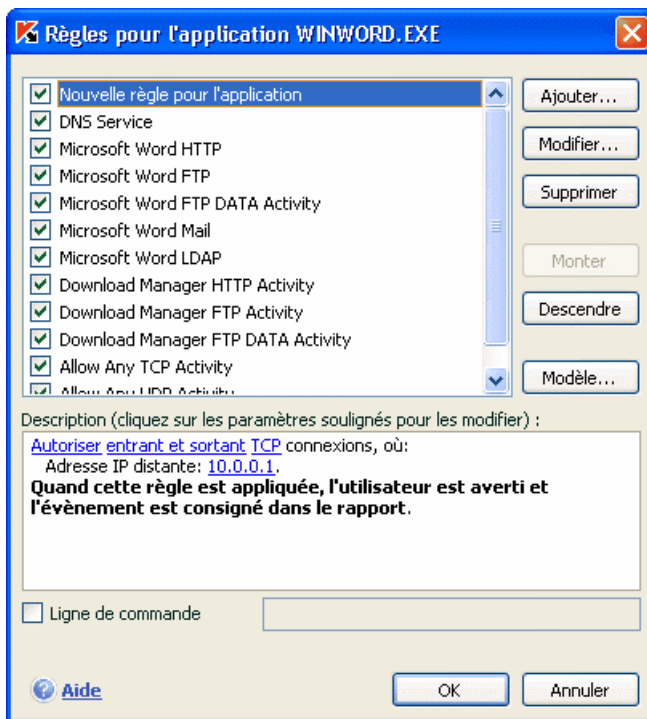 Règles pour l'application WINWORD.EXE
Nouvelle règle pour l'application
DNS Service
Microsoft Word HTTP
Microsoft Word FTP
Microsoft Word FTP DATA Activity
Microsoft Word Mail
Microsoft Word LDAP
Download Manager HTTP Activity
Download Manager FTP Activity
Download Manager FTP DATA Activity
Allow Any TCP Activity
Allow Any UDP Activity
Ajouter...
Modifier...
Supprimer
Monter
Descendre
Modèle...
Description (cliquez sur les paramètres soulignés pour les modifier) :
Autoriser entrant et sortant TCP connexions, où:
Adresse IP distante: 10.0.0.1.
Quand cette règle est appliquée, l'utilisateur est averti et
l'évènement est consigné dans le rapport.
Ligne de commande
Aide
OK
Annuler